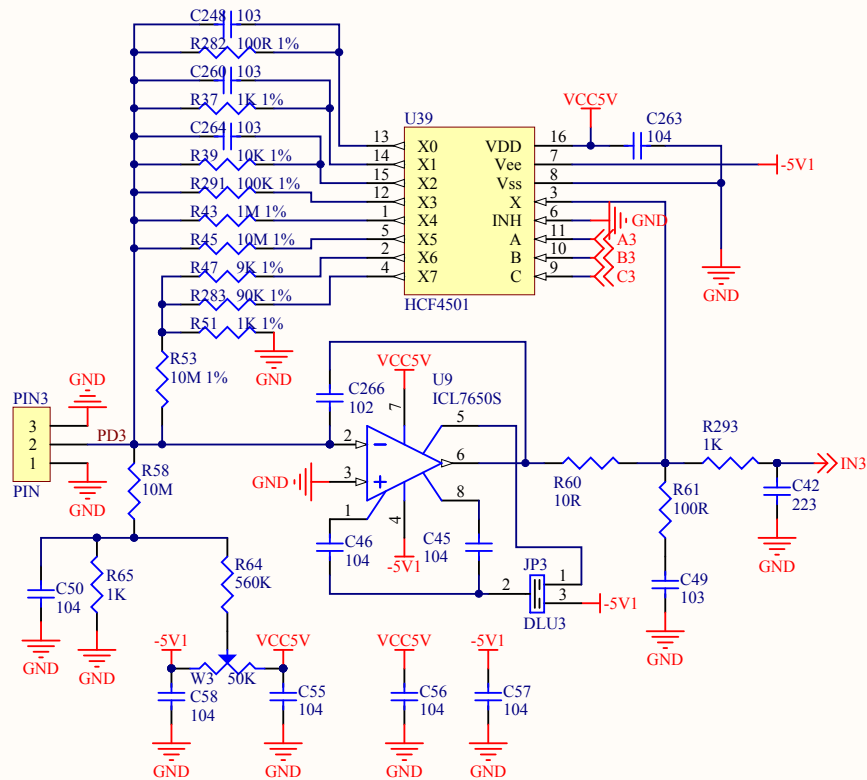 C248 103
R282 100R 1%
C260 103
R37 1K 1%
C264 103
R39 10K 1%
R291 100K 1%
R43 1M 1%
R45 10M 1%
R47 9K 1%
R283 90K 1%
R51 1K 1%
GND
R53
10M 1%
U39
13 X0 VDD 16
14 X1 Vee 7
15 X2 Vss 8
12 X3 X 3
1 X4 INH 6
5 X5 A 11
2 X6 B 10
4 X7 C 9
HCF4501
VCC5V
C263
104
-5V1
GND
A3
B3
C3
GND
PIN3
GND
3
2
1
PIN
GND
PD3
C266
102
VCC5V
U9
ICL7650S
7
5
2
6
3
GND
1
4
8
-5V1
C46
104
C45
104
JP3
2
1
3
-5V1
DLU3
R60
10R
R293
1K
IN3
R61
100R
C42
223
GND
C49
103
GND
R58
10M
C50
104
GND
R65
1K
GND
R64
560K
-5V1
VCC5V
W3 50K
C58
104
GND
C55
104
GND
VCC5V
C56
104
GND
-5V1
C57
104
GND